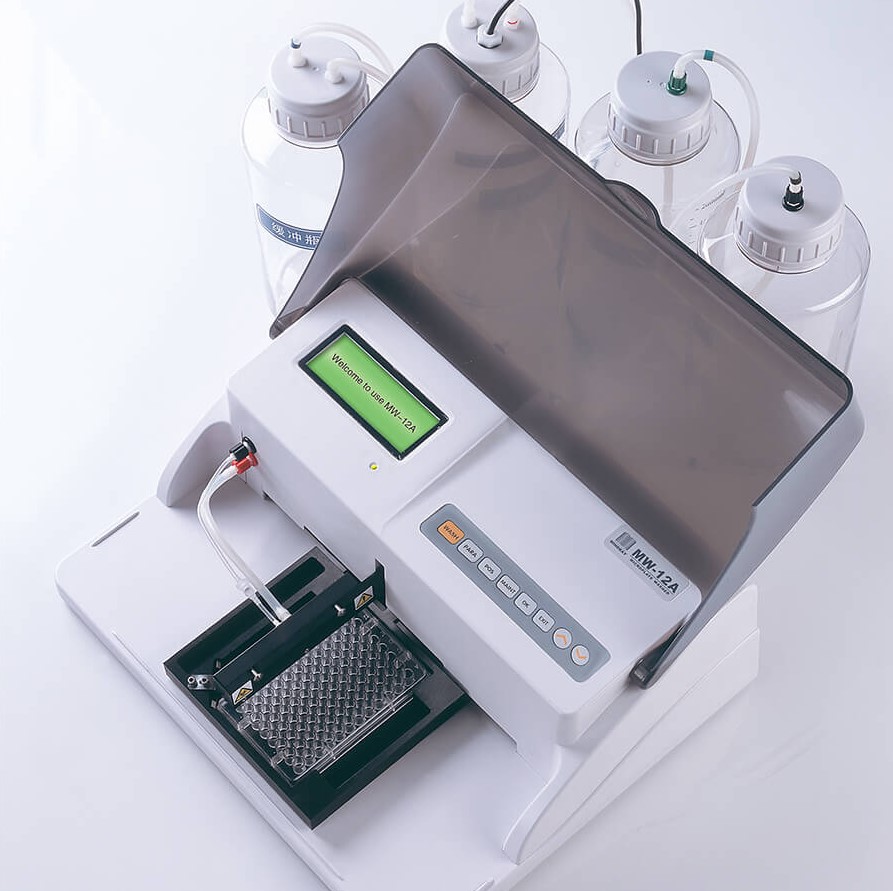 缓冲瓶
Welcome to use MW-12A
WASH
PARA
POS
MAINT
OK
EXIT
MW-12A
MINDRAY MICROPLATE WASHER